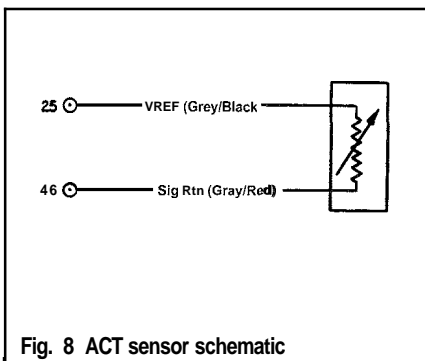 25 VREF (Grey/Black
46 Sig Rtn (Gray/Red)
Fig. 8 ACT sensor schematic